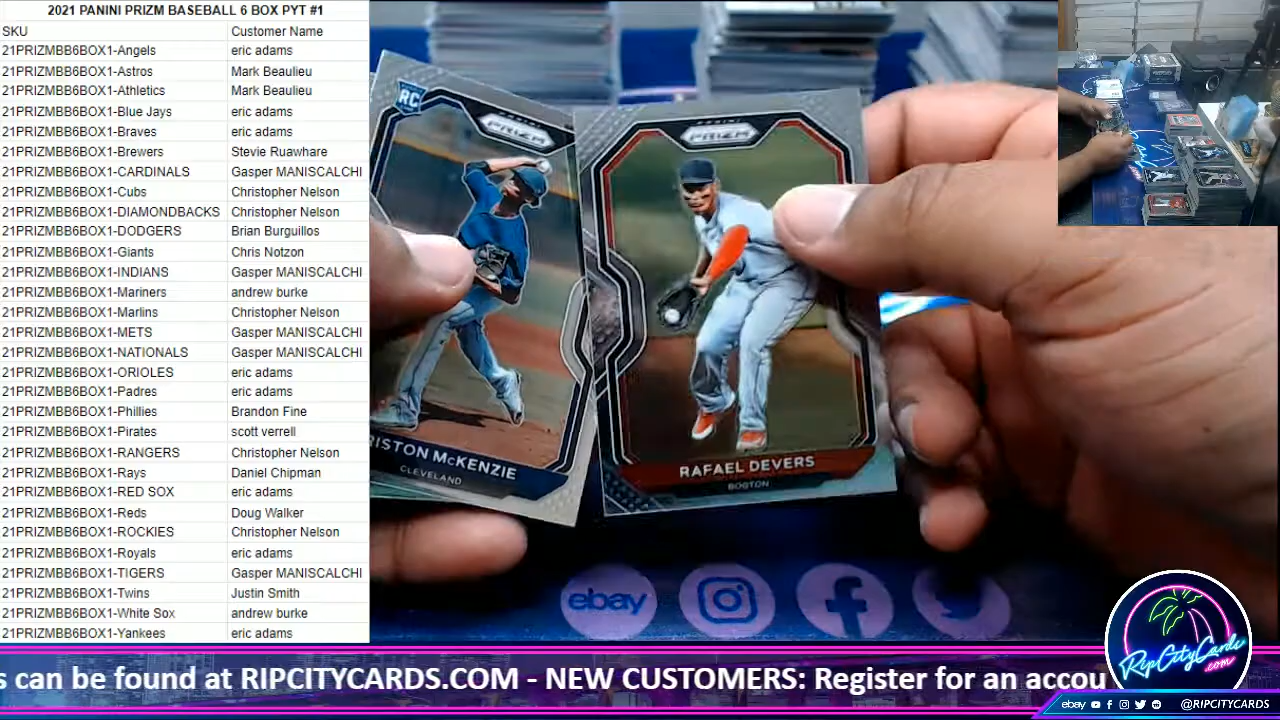 2021 PANINI PRIZM BASEBALL 6 BOX PYT #1
SKU Customer Name
21PRIZMBB6BOX1-Angels eric adams
21PRIZMBB6BOX1-Astros Mark Beaulieu
21PRIZMBB6BOX1-Athletics Mark Beaulieu
21PRIZMBB6BOX1-Blue Jays eric adams
21PRIZMBB6BOX1-Braves eric adams
21PRIZMBB6BOX1-Brewers Stevie Ruawhare
21PRIZMBB6BOX1-CARDINALS Gasper MANISCALCHI
21PRIZMBB6BOX1-Cubs Christopher Nelson
21PRIZMBB6BOX1-DIAMONDBACKS Christopher Nelson
21PRIZMBB6BOX1-DODGERS Brian Burguillos
21PRIZMBB6BOX1-Giants Chris Notzon
21PRIZMBB6BOX1-INDIANS Gasper MANISCALCHI
21PRIZMBB6BOX1-Mariners andrew burke
21PRIZMBB6BOX1-Marlins Christopher Nelson
21PRIZMBB6BOX1-METS Gasper MANISCALCHI
21PRIZMBB6BOX1-NATIONALS Gasper MANISCALCHI
21PRIZMBB6BOX1-ORIOLES eric adams
21PRIZMBB6BOX1-Padres eric adams
21PRIZMBB6BOX1-Phillies Brandon Fine
21PRIZMBB6BOX1-Pirates scott verrell
21PRIZMBB6BOX1-RANGERS Christopher Nelson
21PRIZMBB6BOX1-Rays Daniel Chipman
21PRIZMBB6BOX1-RED SOX eric adams
21PRIZMBB6BOX1-Reds Doug Walker
21PRIZMBB6BOX1-ROCKIES Christopher Nelson
21PRIZMBB6BOX1-Royals eric adams
21PRIZMBB6BOX1-TIGERS Gasper MANISCALCHI
21PRIZMBB6BOX1-Twins Justin Smith
21PRIZMBB6BOX1-White Sox andrew burke
21PRIZMBB6BOX1-Yankees eric adams
RC
PANINI
PRIZM
RISTON McKENZIE
CLEVELAND
PANINI
PRIZM
RAFAEL DEVERS
BOSTON
ebay
s can be found at RIPCITYCARDS.COM - NEW CUSTOMERS: Register for an accou
RipCityCards
.com
ebay @RIPCITYCARDS